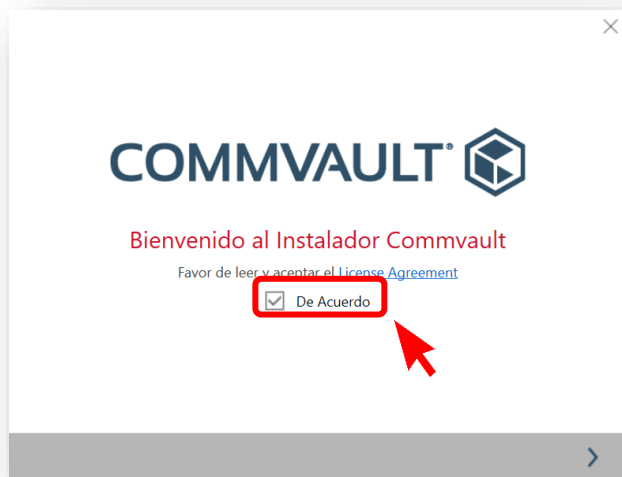 COMMVAULT®
Bienvenido al Instalador Commvault
Favor de leer y aceptar el License Agreement
De Acuerdo